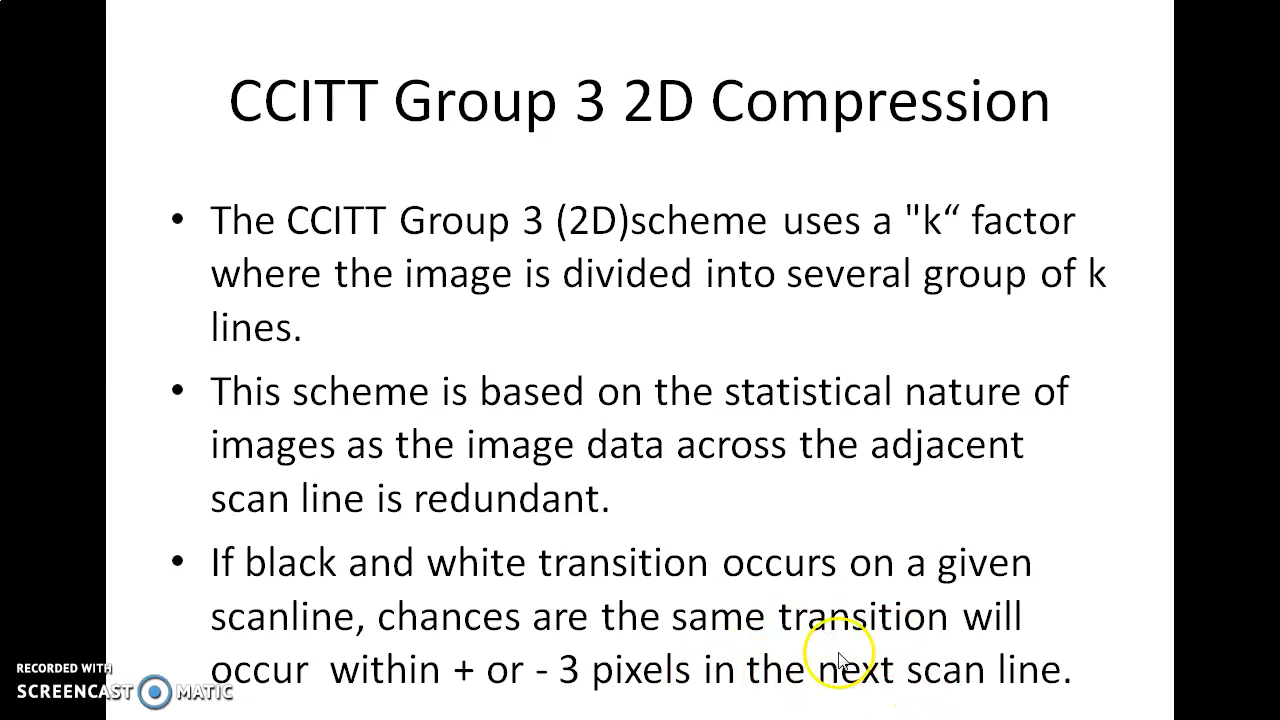 CCITT Group 3 2D Compression
• The CCITT Group 3 (2D)scheme uses a "k“ factor
where the image is divided into several group of k
lines.
• This scheme is based on the statistical nature of
images as the image data across the adjacent
scan line is redundant.
• If black and white transition occurs on a given
scanline, chances are the same transition will
occur  within + or - 3 pixels in the next scan line.
RECORDED WITH
SCREENCAST MATIC